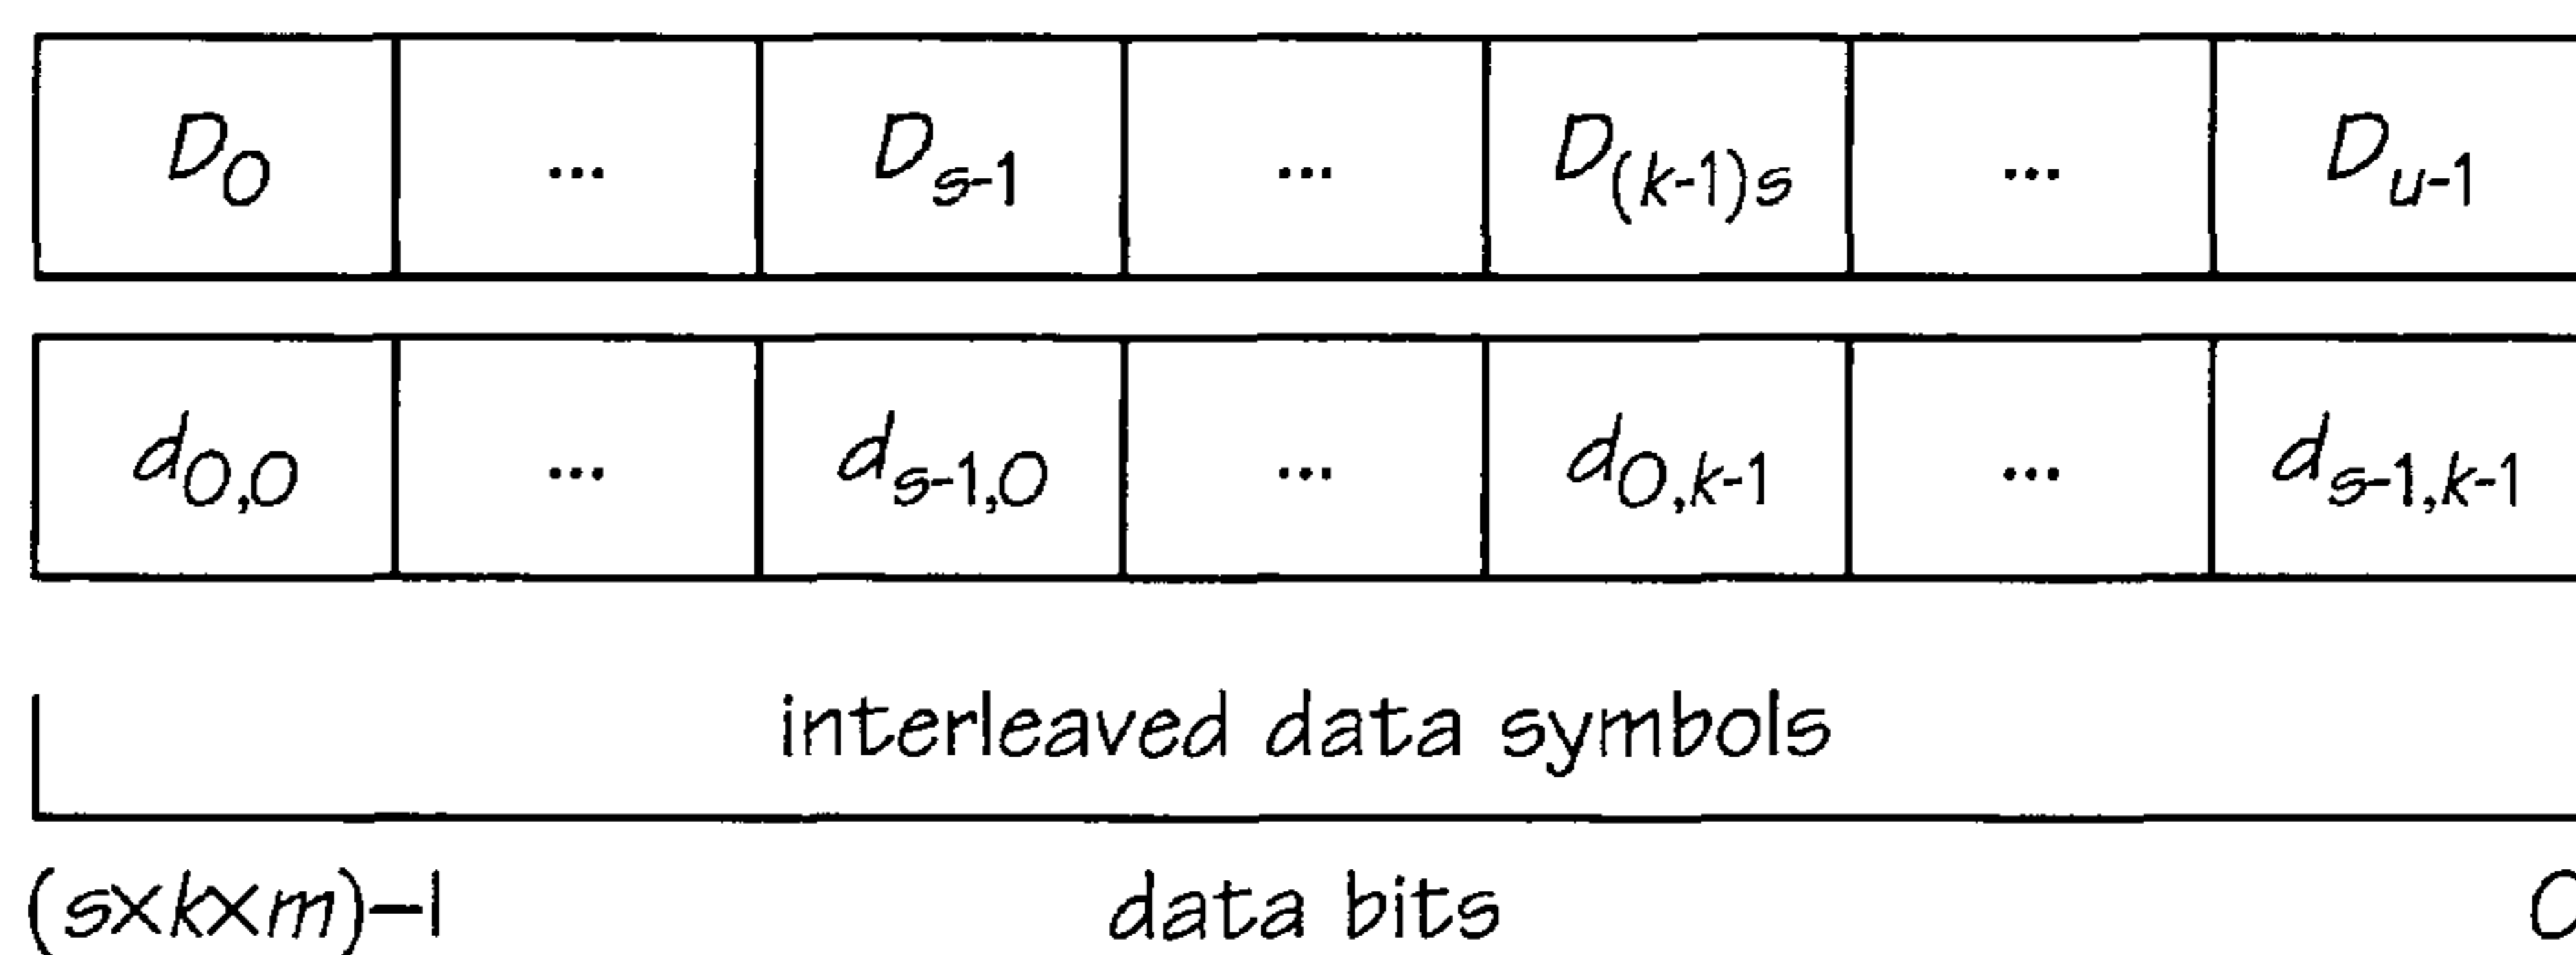 D0 ... Ds-1 ... D(k-1)s ... Du-1
d0,0 ... ds-1,0 ... d0,k-1 ... ds-1,k-1
interleaved data symbols
(s×k×m)−1 data bits 0